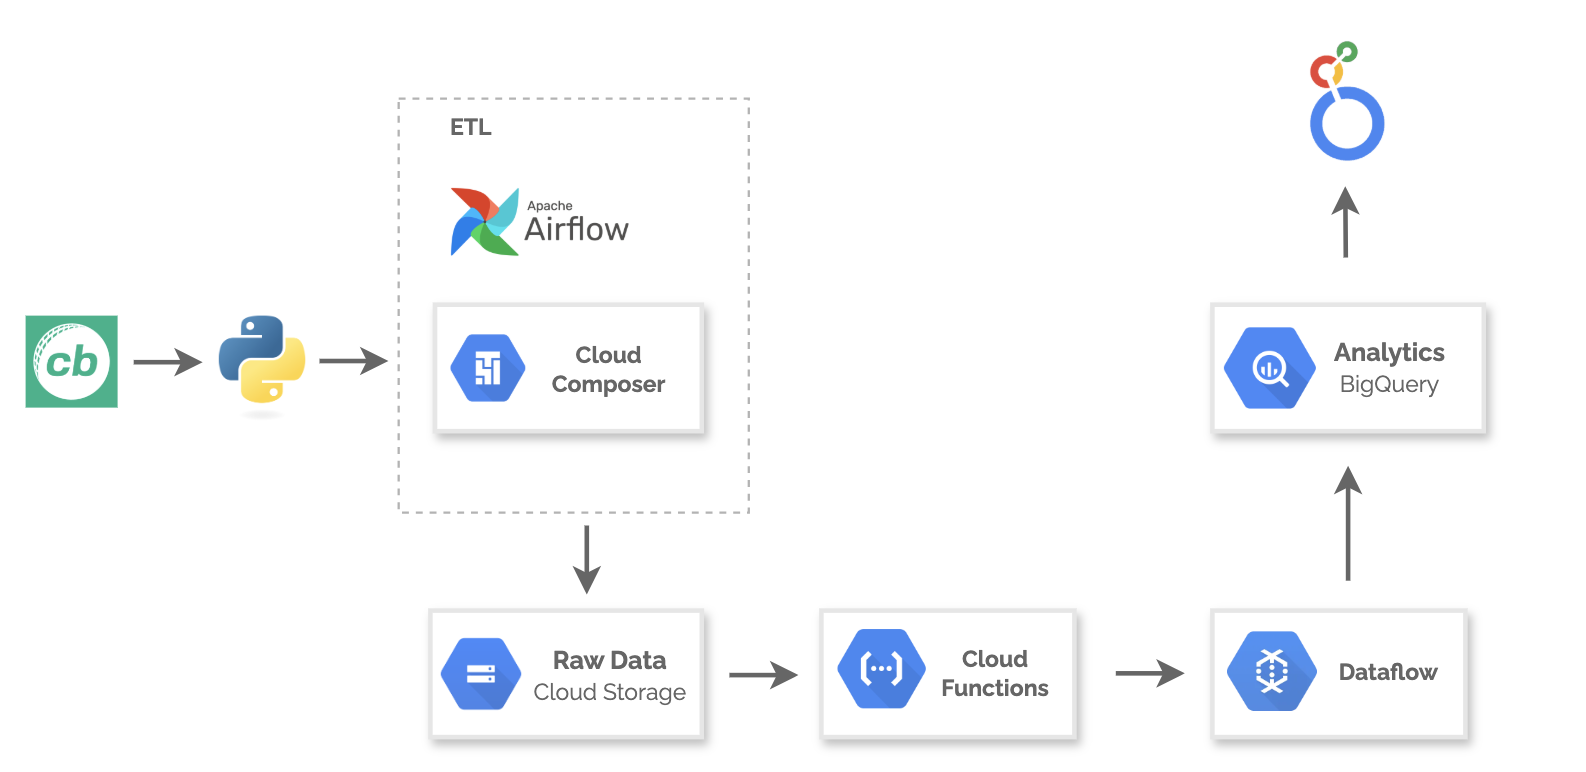 ETL
Apache
Airflow
cb
Cloud
Composer
Raw Data
Cloud Storage
Cloud
Functions
Dataflow
Analytics
BigQuery